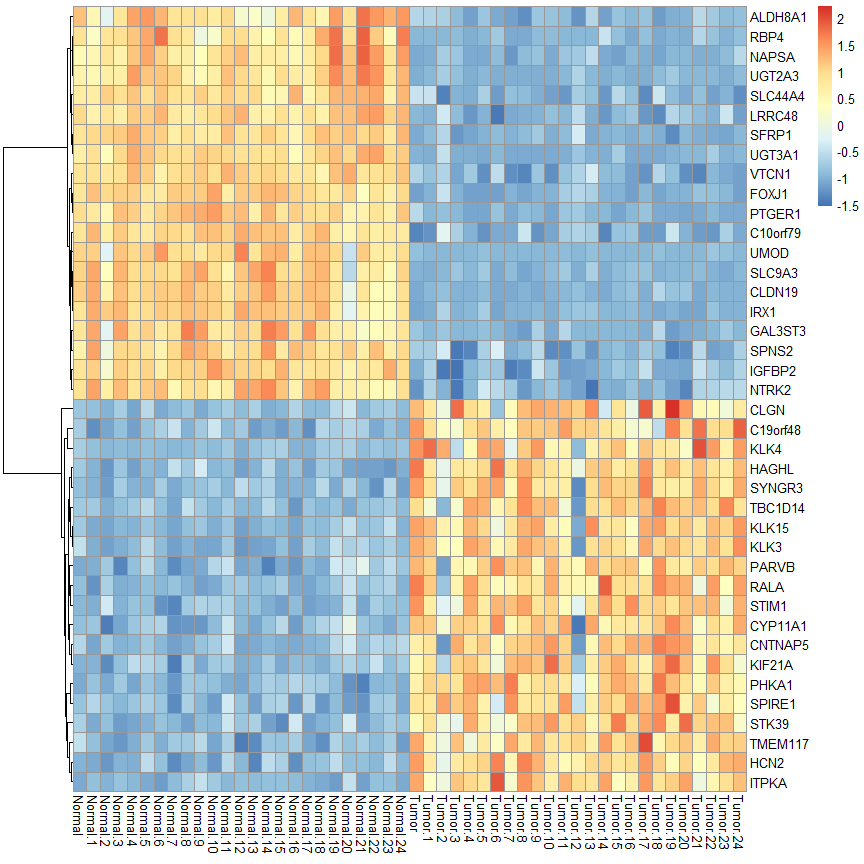 ALDH8A1
RBP4
NAPSA
UGT2A3
SLC44A4
LRRC48
SFRP1
UGT3A1
VTCN1
FOXJ1
PTGER1
C10orf79
UMOD
SLC9A3
CLDN19
IRX1
GAL3ST3
SPNS2
IGFBP2
NTRK2
CLGN
C19orf48
KLK4
HAGHL
SYNGR3
TBC1D14
KLK15
KLK3
PARVB
RALA
STIM1
CYP11A1
CNTNAP5
KIF21A
PHKA1
SPIRE1
STK39
TMEM117
HCN2
ITPKA
2
1.5
1
0.5
0
-0.5
-1
-1.5
Normal
Normal.1
Normal.2
Normal.3
Normal.4
Normal.5
Normal.6
Normal.7
Normal.8
Normal.9
Normal.10
Normal.11
Normal.12
Normal.13
Normal.14
Normal.15
Normal.16
Normal.17
Normal.18
Normal.19
Normal.20
Normal.21
Normal.22
Normal.23
Normal.24
Tumor
Tumor.1
Tumor.2
Tumor.3
Tumor.4
Tumor.5
Tumor.6
Tumor.7
Tumor.8
Tumor.9
Tumor.10
Tumor.11
Tumor.12
Tumor.13
Tumor.14
Tumor.15
Tumor.16
Tumor.17
Tumor.18
Tumor.19
Tumor.20
Tumor.21
Tumor.22
Tumor.23
Tumor.24